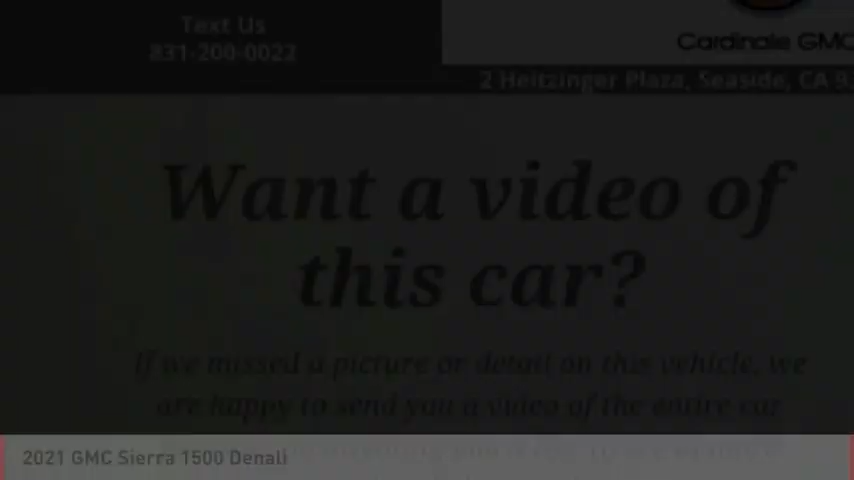 Text Us
831-200-0022
Cardinale GMC
2 Heitzinger Plaza, Seaside, CA 93
Want a video of
this car?
If we missed a picture or detail on this vehicle, we
are happy to send you a video of the entire car
2021 GMC Sierra 1500 Denali